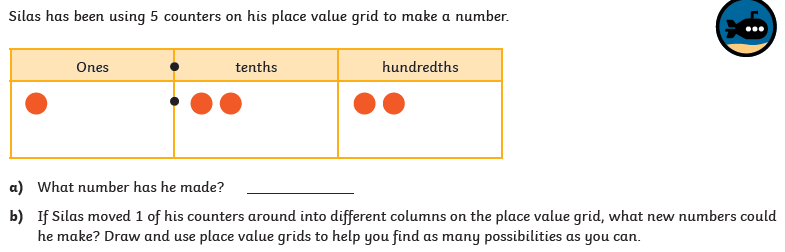 Silas has been using 5 counters on his place value grid to make a number.
Ones tenths hundredths
a) What number has he made?
b) If Silas moved 1 of his counters around into different columns on the place value grid, what new numbers could
he make? Draw and use place value grids to help you find as many possibilities as you can.